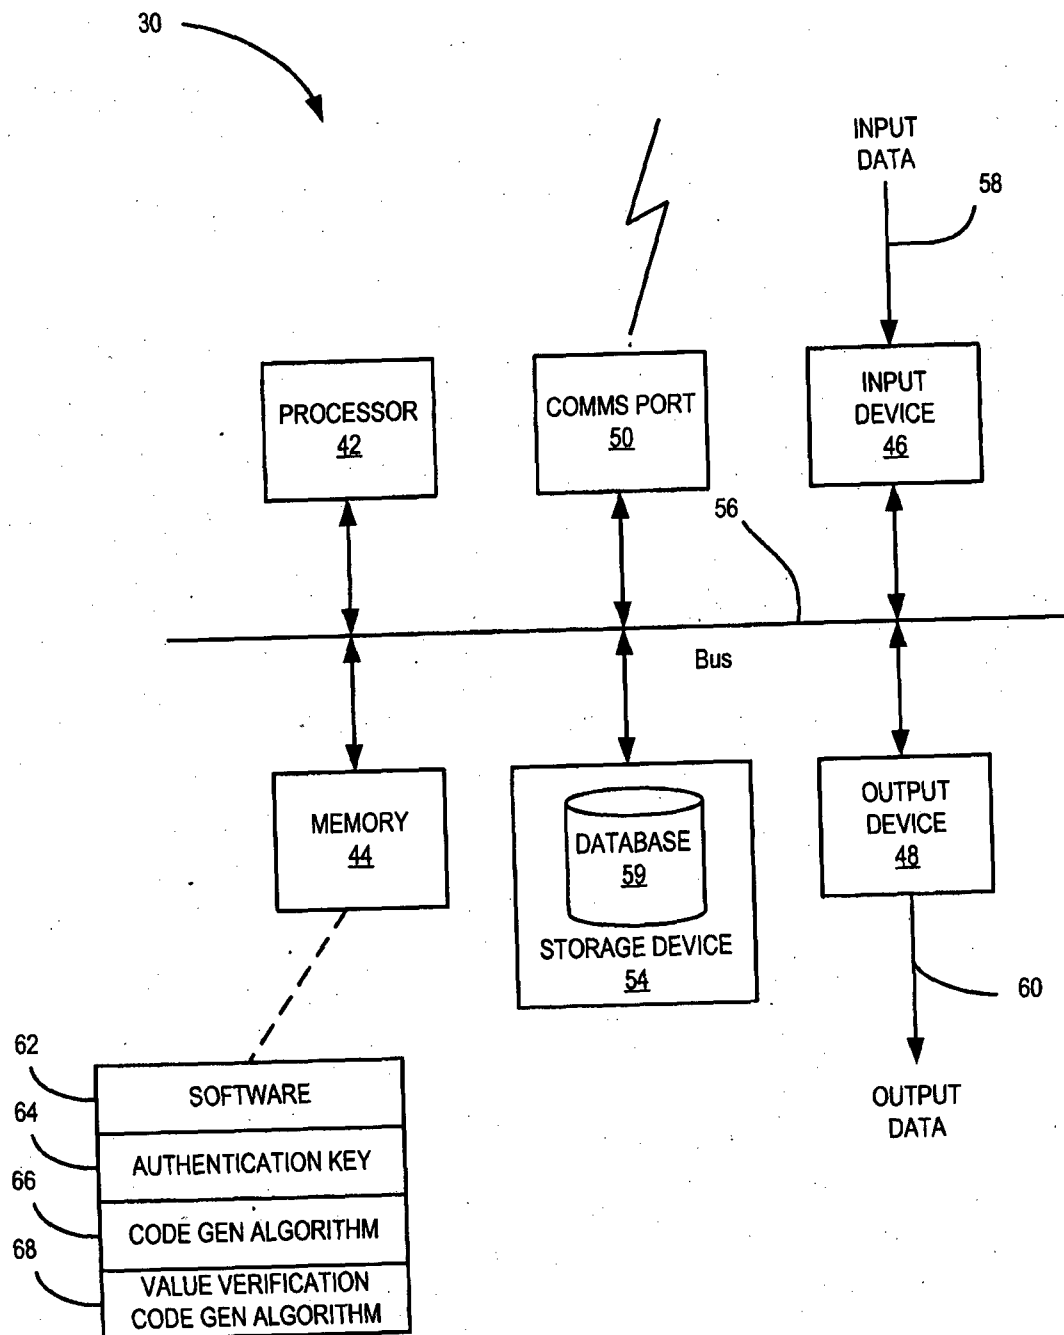 30
INPUT
DATA
58
PROCESSOR
42
COMMS PORT
50
INPUT
DEVICE
46
56
Bus
MEMORY
44
DATABASE
59
STORAGE DEVICE
54
OUTPUT
DEVICE
48
60
OUTPUT
DATA
62
SOFTWARE
64
AUTHENTICATION KEY
66
CODE GEN ALGORITHM
68
VALUE VERIFICATION
CODE GEN ALGORITHM